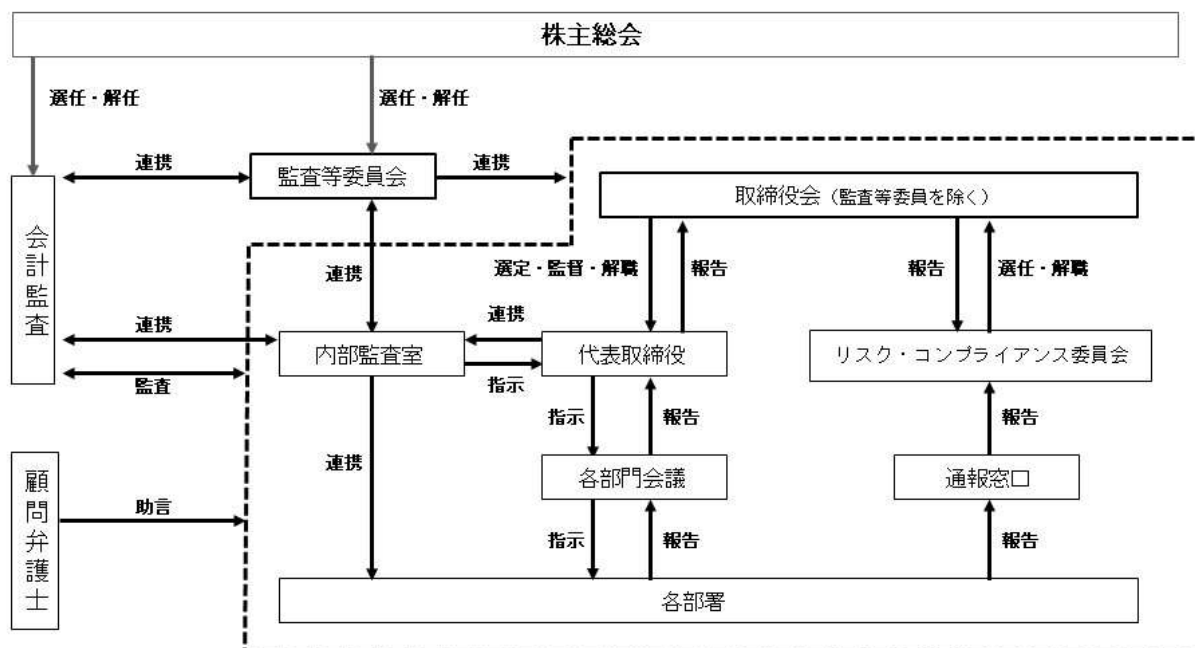 株主総会
選任・解任
選任・解任
連携
監査等委員会
連携
取締役会（監査等委員を除く）
会計監査
連携
選定・監督・解職
報告
報告
選任・解職
連携
連携
内部監査室
代表取締役
リスク・コンプライアンス委員会
監査
指示
指示
報告
報告
連携
各部門会議
通報窓口
顧問弁護士
助言
指示
報告
報告
各部署